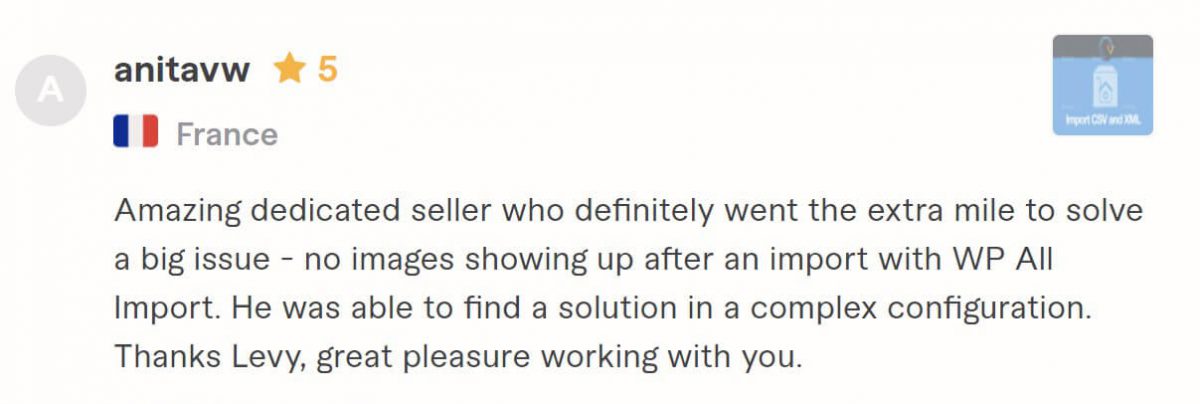 A
anitavw 5
France
Import CSV and XML
Amazing dedicated seller who definitely went the extra mile to solve
a big issue - no images showing up after an import with WP All
Import. He was able to find a solution in a complex configuration.
Thanks Levy, great pleasure working with you.